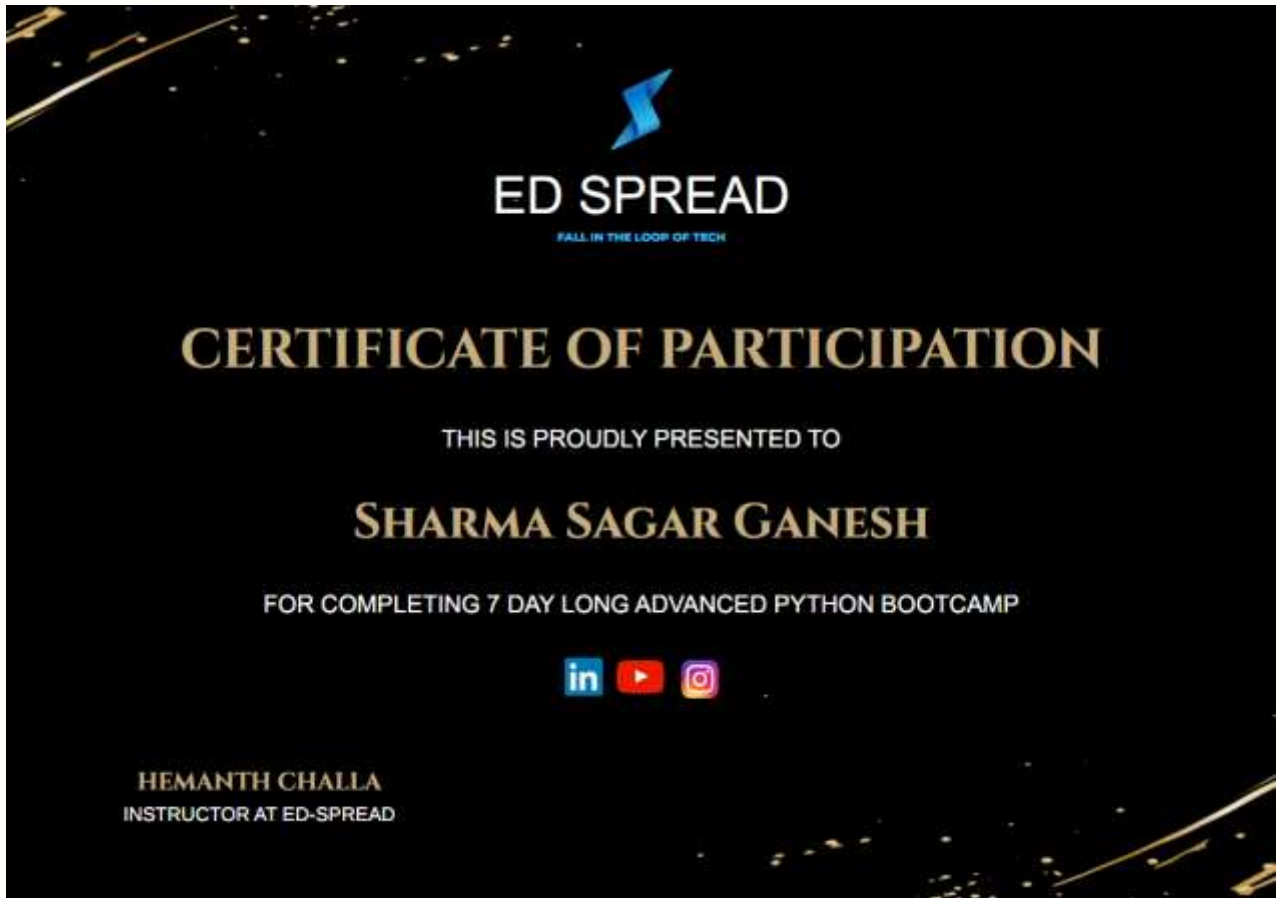 ED SPREAD
FALL IN THE LOOP OF TECH
CERTIFICATE OF PARTICIPATION
THIS IS PROUDLY PRESENTED TO
SHARMA SAGAR GANESH
FOR COMPLETING 7 DAY LONG ADVANCED PYTHON BOOTCAMP
in
HEMANTH CHALLA
INSTRUCTOR AT ED-SPREAD